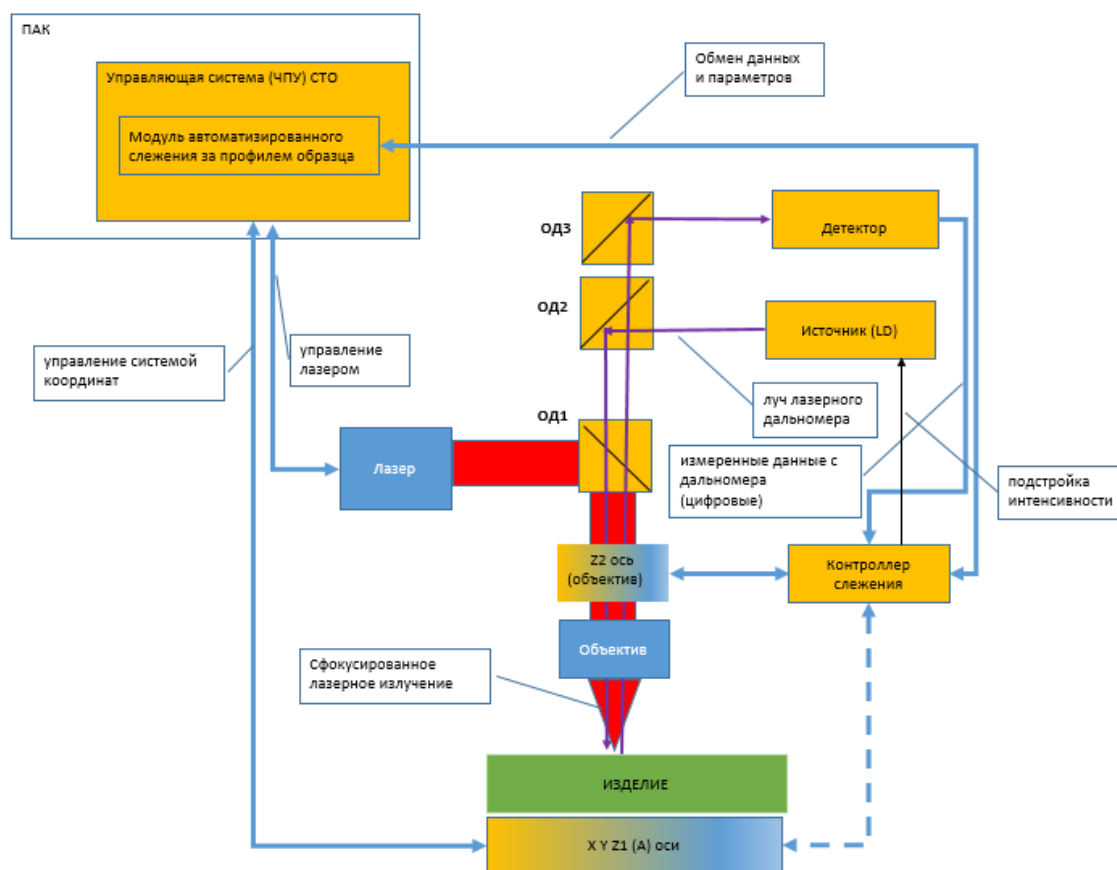 ПАК
Управляющая система (ЧПУ) СТО
Модуль автоматизированного
слежения за профилем образца
Обмен данных
и параметров
ОД3
Детектор
ОД2
Источник (LD)
управление системой
координат
управление
лазером
луч лазерного
дальномера
ОД1
Лазер
измеренные данные с
дальномера
(цифровые)
подстройка
интенсивности
Z2 ось
(объектив)
Контроллер
слежения
Объектив
Сфокусированное
лазерное излучение
ИЗДЕЛИЕ
X Y Z1 (A) оси